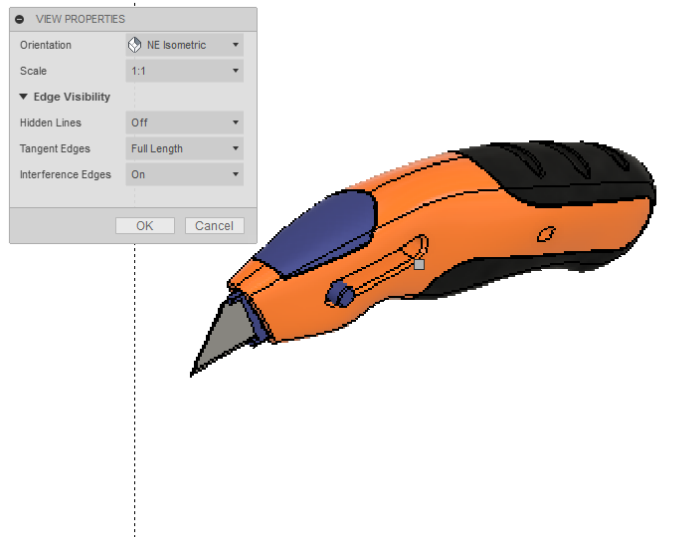 VIEW PROPERTIES
Orientation NE Isometric
Scale 1:1
Edge Visibility
Hidden Lines Off
Tangent Edges Full Length
Interference Edges On
OK Cancel